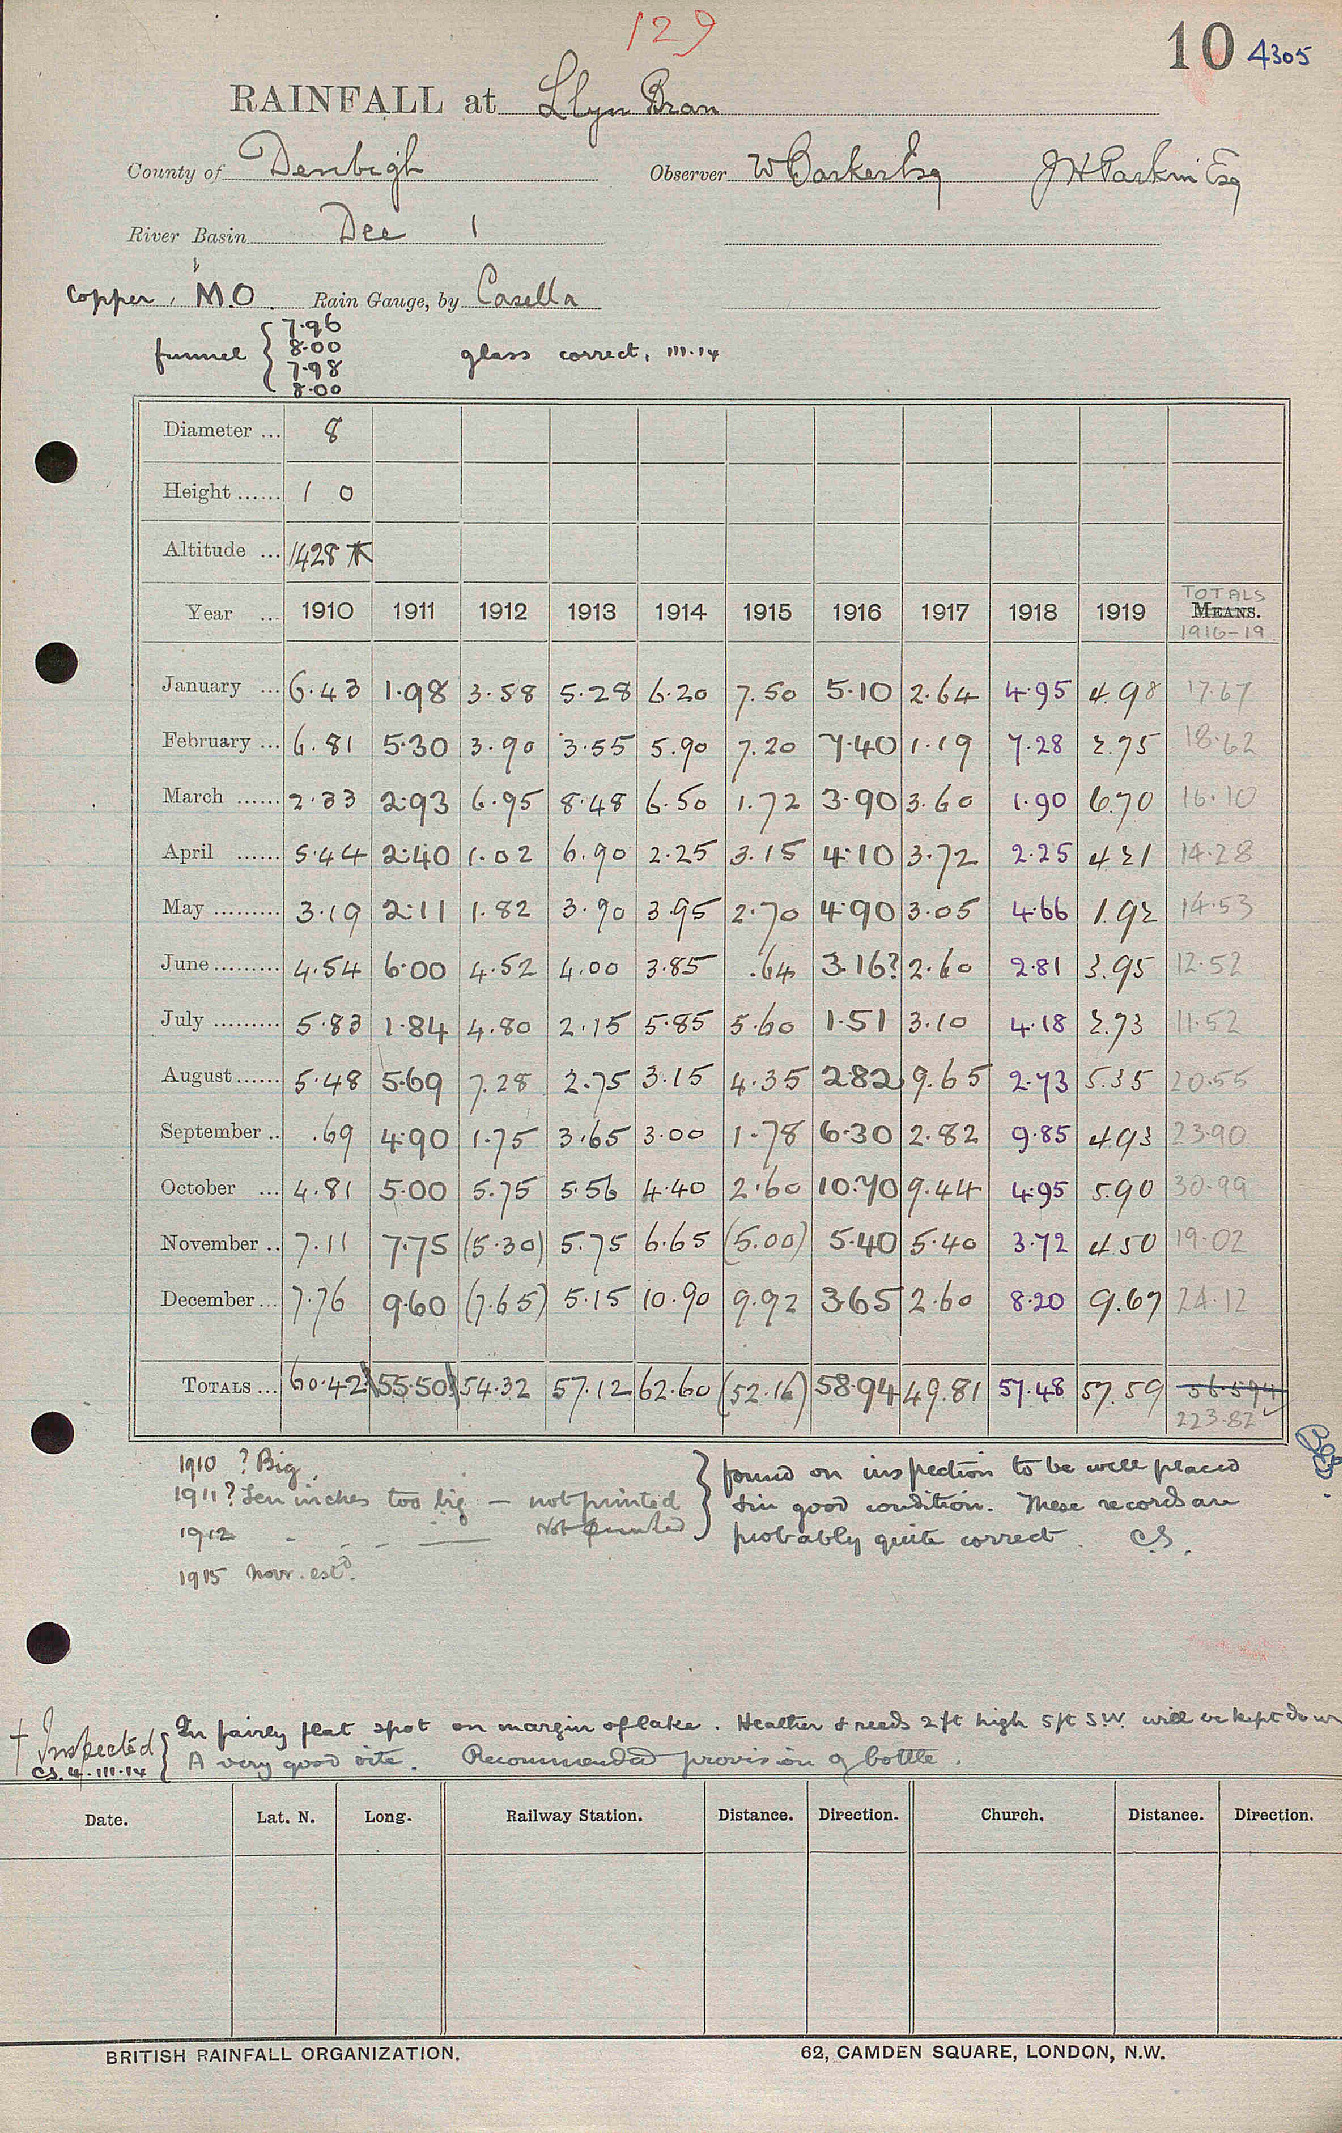 129
10 4305
RAINFALL at Llyn Bran
County of Denbigh Observer W Barker Esq J H Parkin Esq
River Basin Dee 1
Copper, M.O Rain Gauge, by Casella
funnel { 7.96 8.00 7.98 8.00 glass correct, III.14
Diameter ... 8
Height ...... 1 0
Altitude ... 1428
TOTALS
Year ... 1910 1911 1912 1913 1914 1915 1916 1917 1918 1919 MEANS.
1916-19
January ... 6.43 1.98 3.58 5.28 6.20 7.50 5.10 2.64 4.95 4.98 17.67
February ... 6.81 5.30 3.90 3.55 5.90 7.20 7.40 1.19 7.28 2.75 18.62
March ...... 2.33 2.93 6.95 8.48 6.50 1.72 3.90 3.60 1.90 6.70 16.10
April ...... 5.44 2.40 1.02 6.90 2.25 3.15 4.10 3.72 2.25 4.21 14.28
May ......... 3.19 2.11 1.82 3.90 3.95 2.70 4.90 3.05 4.66 1.92 14.53
June ......... 4.54 6.00 4.52 4.00 3.85 .64 3.16? 2.60 2.81 3.95 12.52
July ......... 5.83 1.84 4.80 2.15 5.85 5.60 1.51 3.10 4.18 2.73 11.52
August ...... 5.48 5.69 7.28 2.75 3.15 4.35 2.82 9.65 2.73 5.35 20.55
September .. .69 4.90 1.75 3.65 3.00 1.78 6.30 2.82 9.85 4.93 23.90
October ... 4.81 5.00 5.75 5.56 4.40 2.60 10.70 9.44 4.95 5.90 30.99
November .. 7.11 7.75 (5.30) 5.75 6.65 (5.00) 5.40 5.40 3.72 4.50 19.02
December ... 7.76 9.60 (7.65) 5.15 10.90 9.92 3.65 2.60 8.20 9.67 24.12
TOTALS ... 60.42? 55.50? 54.32 57.12 62.60 (52.16) 58.94 49.81 57.48 57.59 56.594
223.82
1910 ? Big
1911 ? Ten inches too big - not printed
1912 - - - Not printed
} found on inspection to be well placed
& in good condition. These records are
probably quite correct. C.S.
1915 Novr. estd.
† Inspected
C.S. 4.III.14
{ In fairly flat spot on margin of lake. Heather & reeds 2 ft high 5 ft S.W. will be kept down
A very good site. Recommended provision of bottle.
Date. Lat. N. Long. Railway Station. Distance. Direction. Church. Distance. Direction.
BRITISH RAINFALL ORGANIZATION. 62, CAMDEN SQUARE, LONDON, N.W.